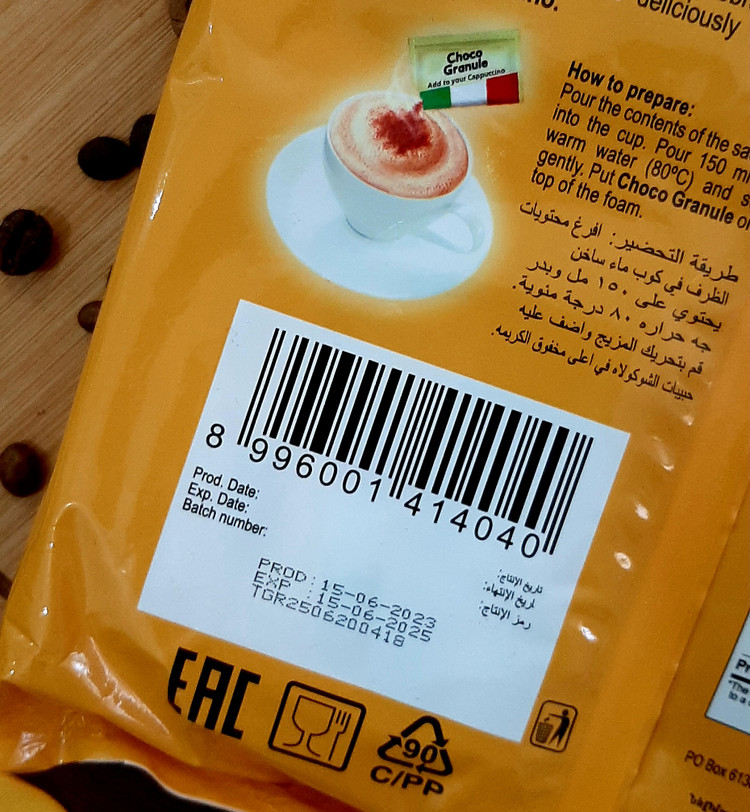 no.
deliciously
Choco
Granule
Add to your Cappuccino
How to prepare:
Pour the contents of the
into the cup. Pour 150
warm water (80ºC) and
gently. Put Choco Granule
top of the foam.
طريقة التحضير: افرغ محتويات
الظرف في كوب ماء ساخن
يحتوي على ١٥٠ مل وبدر
جه حراره ٨٠ درجة مئوية.
قم بتحريك المزيج واضف عليه
حبيبات الشوكولاه في اعلى مخفوق الكريمه.
8 996001 414040
Prod. Date:
Exp. Date:
Batch number:
تاريخ الإنتاج:
تاريخ الإنتهاء:
رمز الإنتاج:
PROD : 15-06-2023
EXP : 15-06-2025
TGR2506200418
EAC
90
C/PP
"The
to a
PO Box